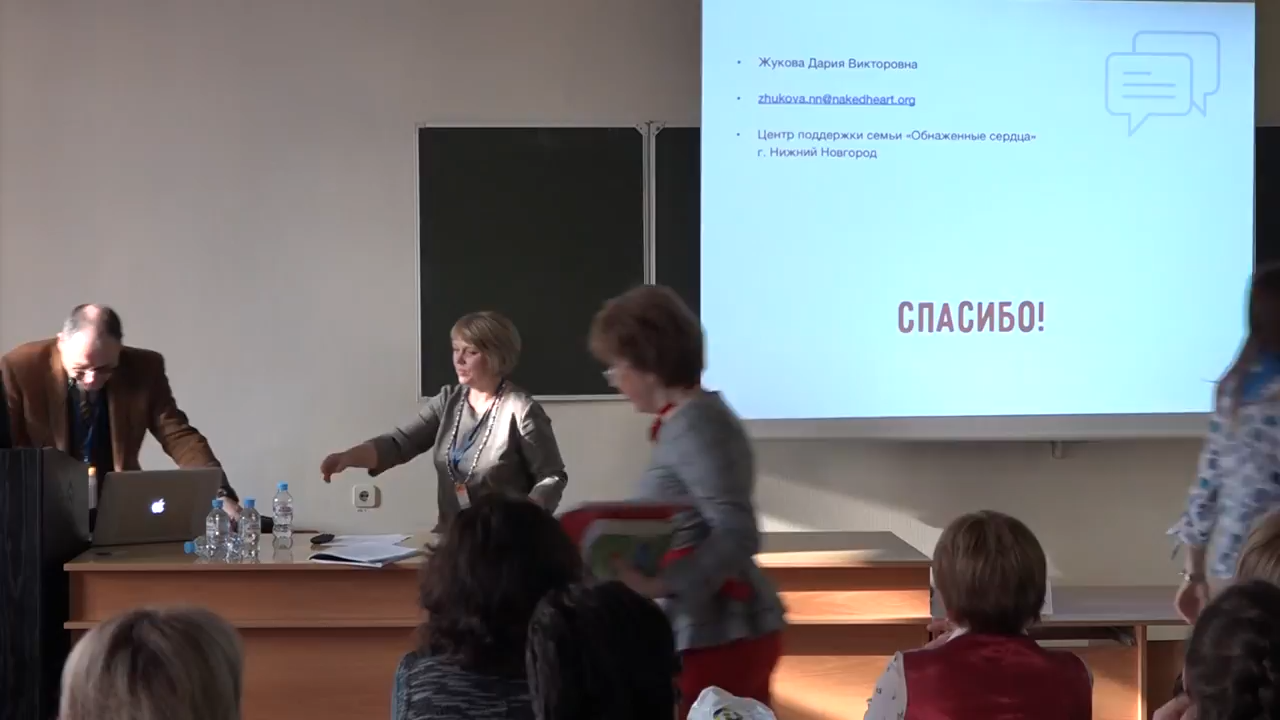 Жукова Дария Викторовна
zhukova.nn@nakedheart.org
Центр поддержки семьи «Обнаженные сердца»
г. Нижний Новгород
СПАСИБО!